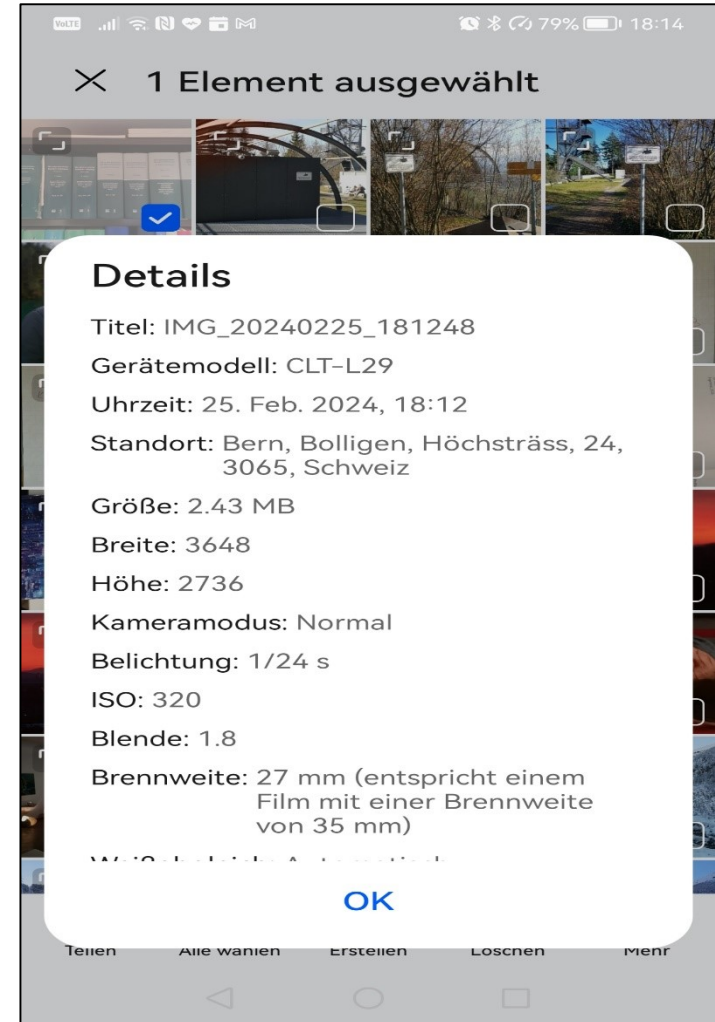 VoLTE 79% 18:14
1 Element ausgewählt
Details
Titel: IMG_20240225_181248
Gerätemodell: CLT-L29
Uhrzeit: 25. Feb. 2024, 18:12
Standort: Bern, Bolligen, Höchsträss, 24,
3065, Schweiz
Größe: 2.43 MB
Breite: 3648
Höhe: 2736
Kameramodus: Normal
Belichtung: 1/24 s
ISO: 320
Blende: 1.8
Brennweite: 27 mm (entspricht einem
Film mit einer Brennweite
von 35 mm)
Weißabgleich: Automatisch
OK
Teilen Alle wählen Erstellen Löschen Mehr